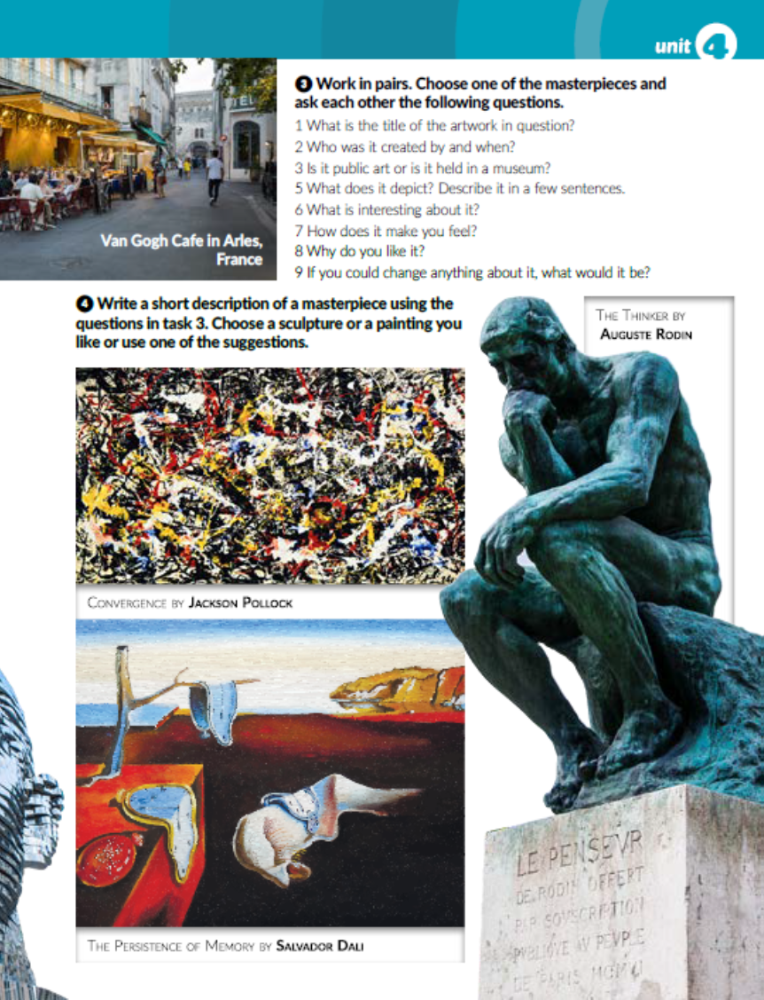 unit 4
3 Work in pairs. Choose one of the masterpieces and
ask each other the following questions.
1 What is the title of the artwork in question?
2 Who was it created by and when?
3 Is it public art or is it held in a museum?
5 What does it depict? Describe it in a few sentences.
6 What is interesting about it?
7 How does it make you feel?
8 Why do you like it?
9 If you could change anything about it, what would it be?
Van Gogh Cafe in Arles,
France
4 Write a short description of a masterpiece using the
questions in task 3. Choose a sculpture or a painting you
like or use one of the suggestions.
THE THINKER BY
AUGUSTE RODIN
CONVERGENCE BY JACKSON POLLOCK
THE PERSISTENCE OF MEMORY BY SALVADOR DALI
LE PENSEVR
DE RODIN OFFERT
PAR SOVSCRIPTION
PVBLIQVE AV PEVPLE
DE PARIS